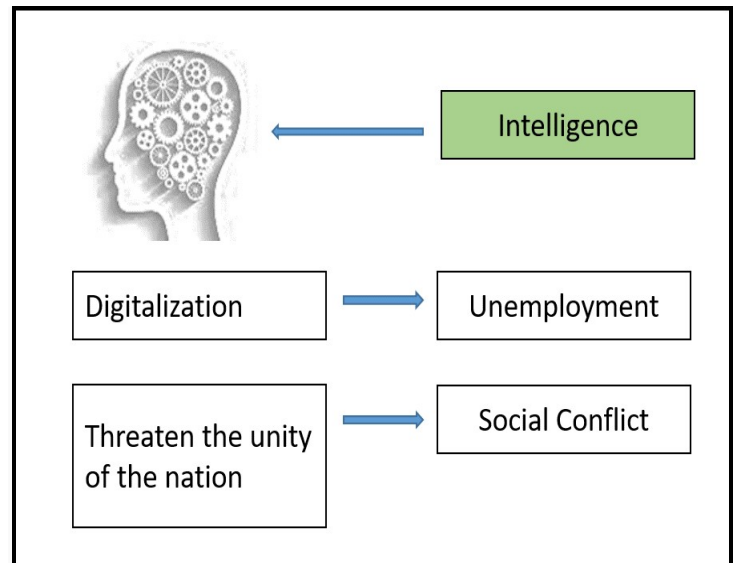 Intelligence
Digitalization
Unemployment
Threaten the unity
of the nation
Social Conflict